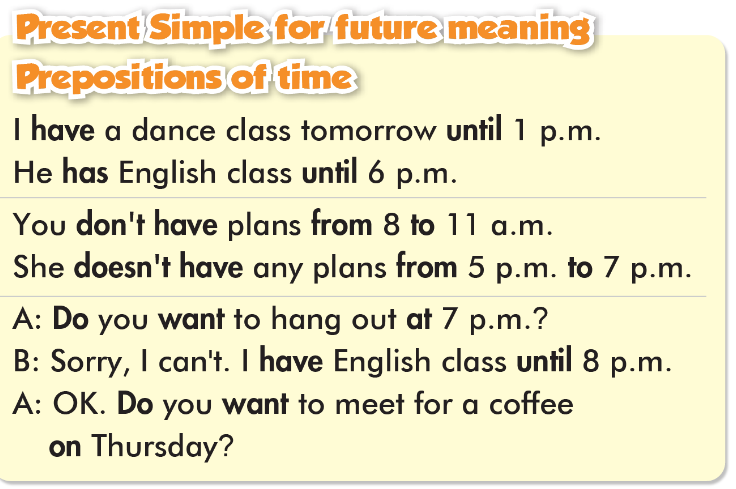 Present Simple for future meaning
Prepositions of time
I have a dance class tomorrow until 1 p.m.
He has English class until 6 p.m.
You don't have plans from 8 to 11 a.m.
She doesn't have any plans from 5 p.m. to 7 p.m.
A: Do you want to hang out at 7 p.m.?
B: Sorry, I can't. I have English class until 8 p.m.
A: OK. Do you want to meet for a coffee
on Thursday?